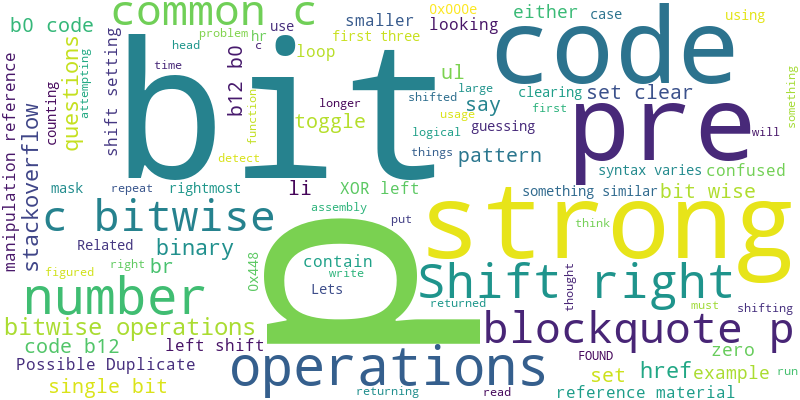 b0 code
common c
smaller
0x000e
either
case
using
problem
hr
use
first three
looking
head
c
loop
code
questions
attempting
shift setting
time
b12 b0
bit
ul
large
clearing
set clear
something
counting
manipulation reference
stackoverflow
function
longer
shifted
usage
say
first
pre
toggle
logical
guessing
will
detect
things
pattern
syntax varies
confused
mask
repeat
rightmost
li
XOR left
something similar
bit wise
c bitwise
assembly
put
strong
think
Related
binary
p
figured
right
br
0x448
contain
write
Lets
Shift right
thought
number
returned
must
shifting
bitwise operations
blockquote p
code b12
left shift
Possible Duplicate
operations
FOUND
zero
single bit
returning
read
set
href
example
run
reference material